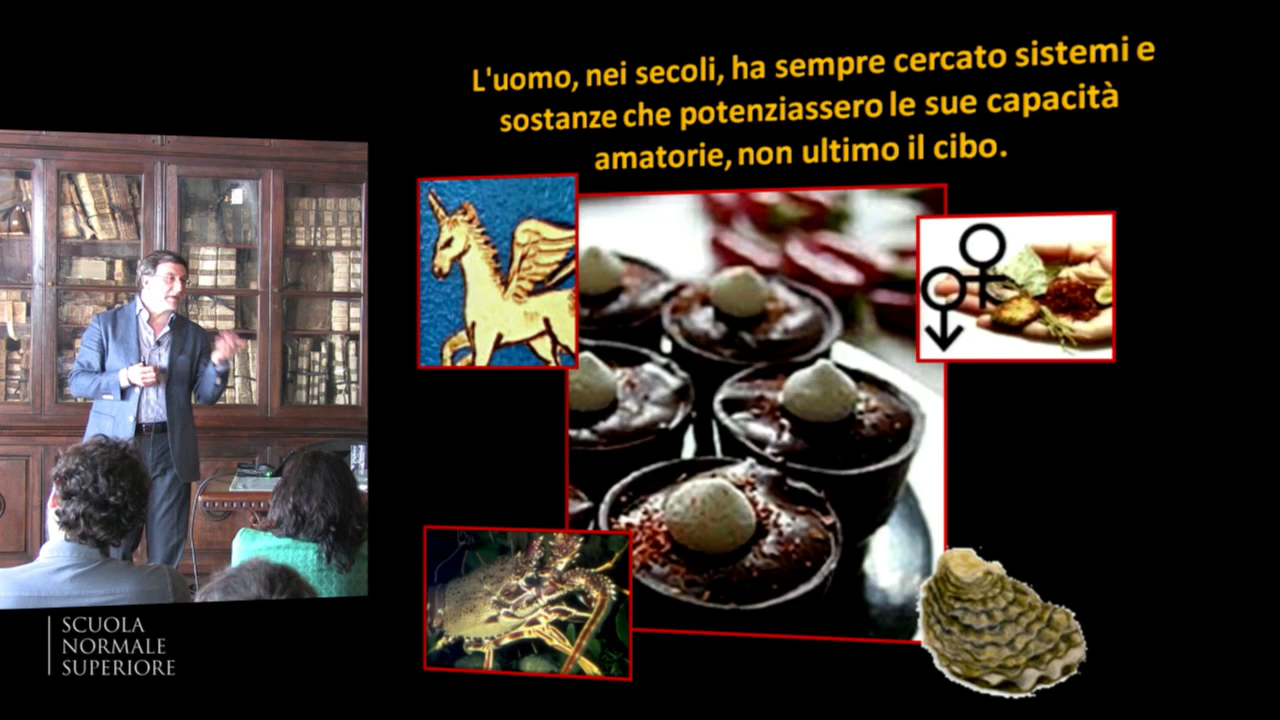 L'uomo, nei secoli, ha sempre cercato sistemi e
sostanze che potenziassero le sue capacità
amatorie, non ultimo il cibo.
SCUOLA
NORMALE
SUPERIORE